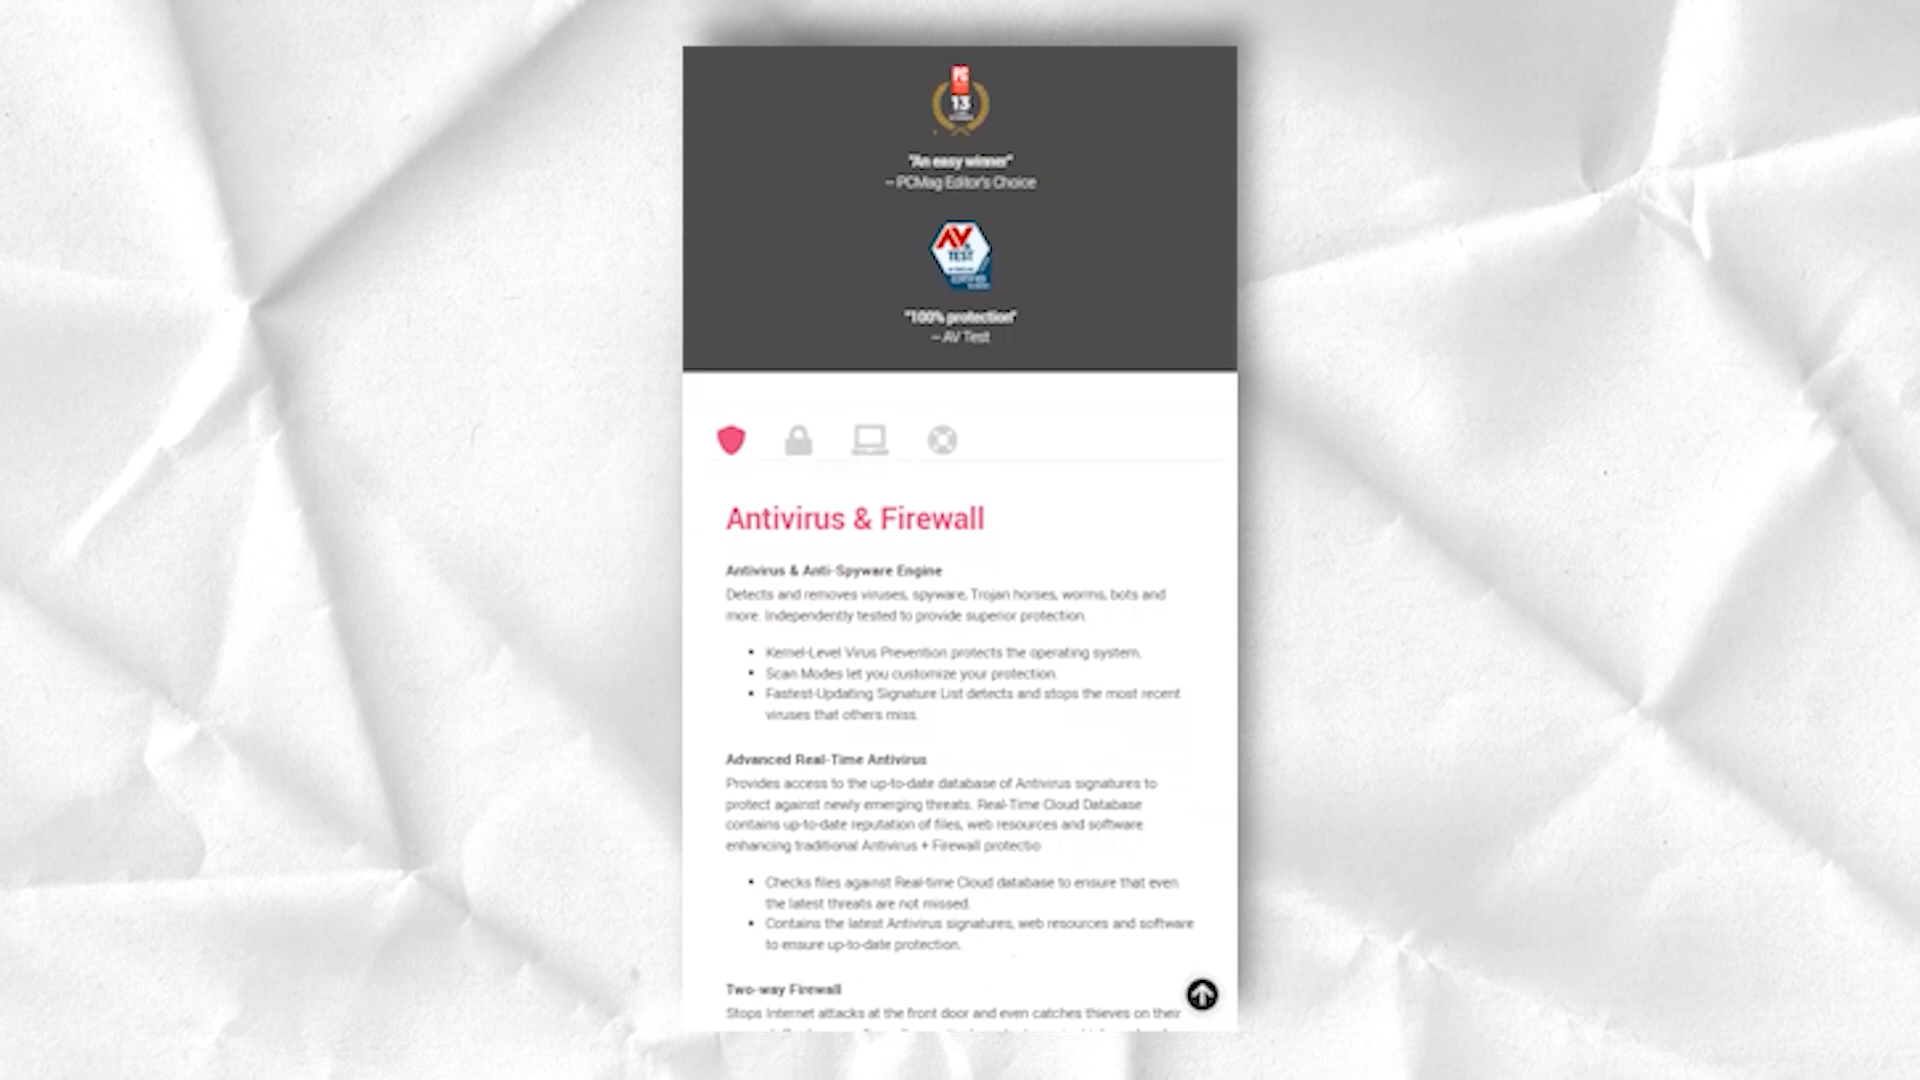 PC
13
"An easy winner"
– PCMag Editor's Choice
AV
TEST
"100% protection"
– AV Test
Antivirus & Firewall
Antivirus & Anti-Spyware Engine
Detects and removes viruses, spyware, Trojan horses, worms, bots and
more. Independently tested to provide superior protection.
▪ Kernel-Level Virus Prevention protects the operating system.
▪ Scan Modes let you customize your protection.
▪ Fastest-Updating Signature List detects and stops the most recent
viruses that others miss.
Advanced Real-Time Antivirus
Provides access to the up-to-date database of Antivirus signatures to
protect against newly emerging threats. Real-Time Cloud Database
contains up-to-date reputation of files, web resources and software
enhancing traditional Antivirus + Firewall protectio
▪ Checks files against Real-time Cloud database to ensure that even
the latest threats are not missed.
▪ Contains the latest Antivirus signatures, web resources and software
to ensure up-to-date protection.
Two-way Firewall
Stops Internet attacks at the front door and even catches thieves on their